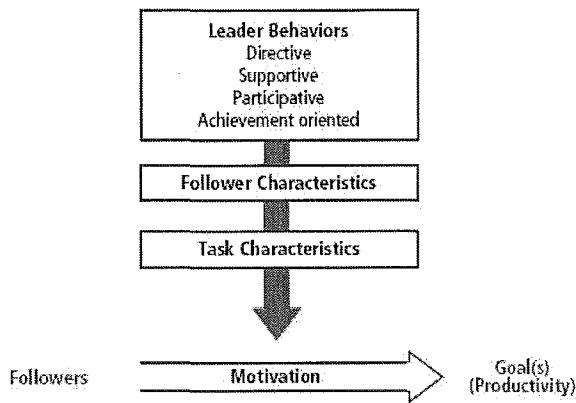 Leader Behaviors
Directive
Supportive
Participative
Achievement oriented
Follower Characteristics
Task Characteristics
Followers
Motivation
Goal(s)
(Productivity)